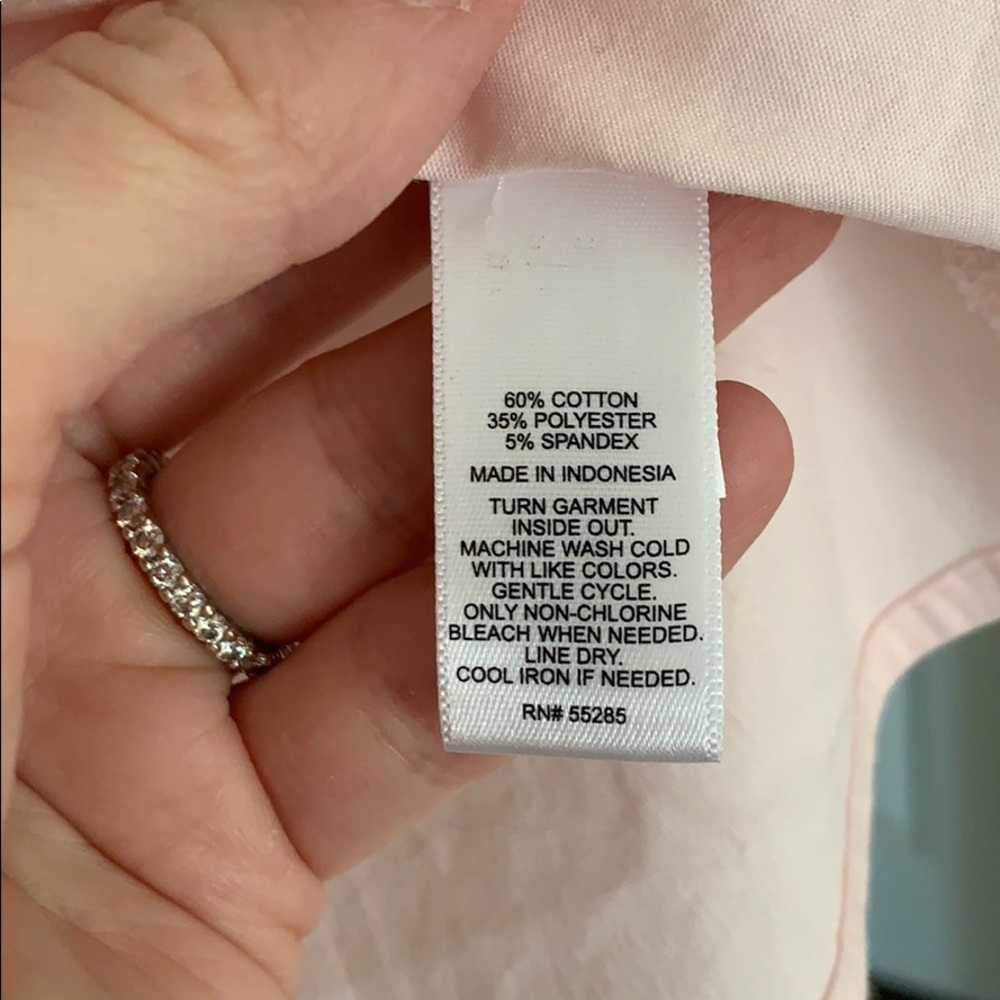 60% COTTON
35% POLYESTER
5% SPANDEX
MADE IN INDONESIA
TURN GARMENT
INSIDE OUT.
MACHINE WASH COLD
WITH LIKE COLORS.
GENTLE CYCLE.
ONLY NON-CHLORINE
BLEACH WHEN NEEDED.
LINE DRY.
COOL IRON IF NEEDED.
RN# 55285